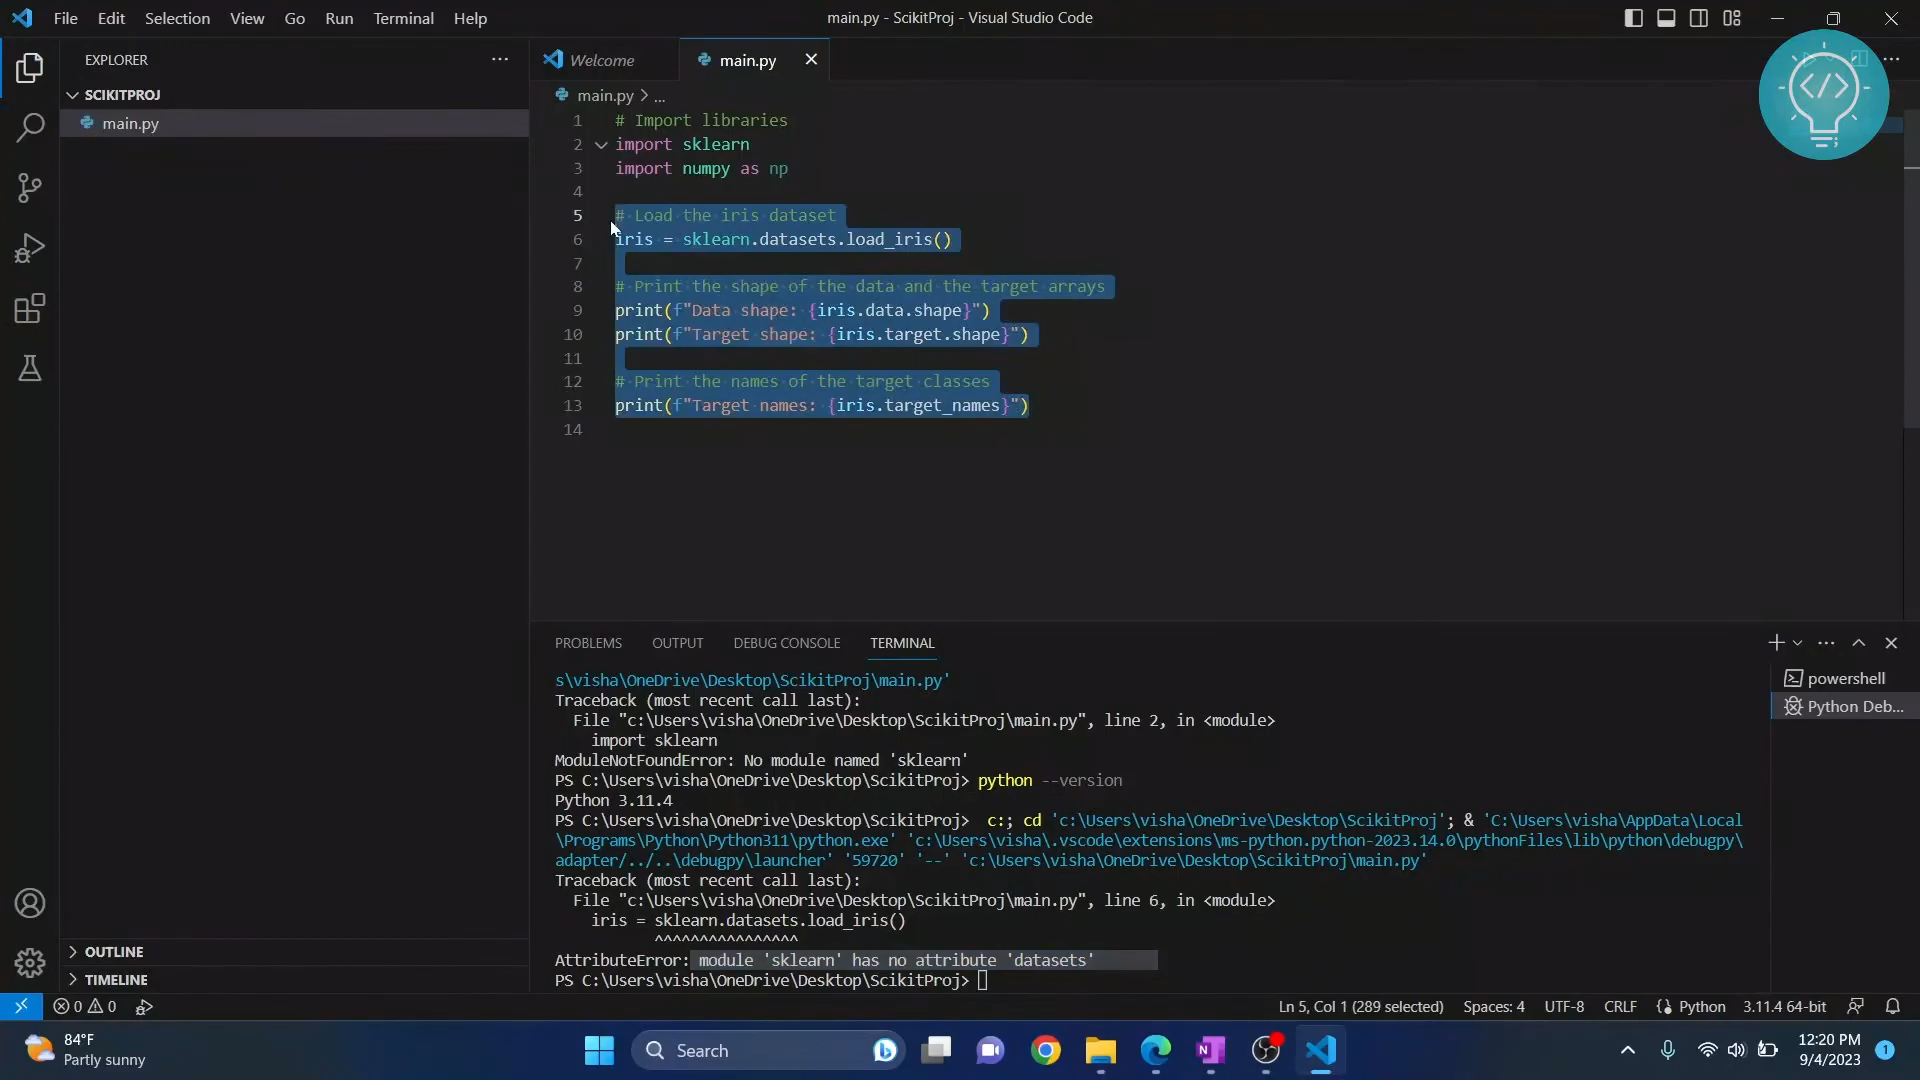 File Edit Selection View Go Run Terminal Help
main.py - ScikitProj - Visual Studio Code
EXPLORER
SCIKITPROJ
main.py
OUTLINE
TIMELINE
Welcome
main.py
main.py > ...
1 # Import libraries
2 import sklearn
3 import numpy as np
4
5 # Load the iris dataset
6 iris = sklearn.datasets.load_iris()
7
8 # Print the shape of the data and the target arrays
9 print(f"Data shape: {iris.data.shape}")
10 print(f"Target shape: {iris.target.shape}")
11
12 # Print the names of the target classes
13 print(f"Target names: {iris.target_names}")
14
</>
PROBLEMS OUTPUT DEBUG CONSOLE TERMINAL
s\visha\OneDrive\Desktop\ScikitProj\main.py'
Traceback (most recent call last):
File "c:\Users\visha\OneDrive\Desktop\ScikitProj\main.py", line 2, in <module>
import sklearn
ModuleNotFoundError: No module named 'sklearn'
PS C:\Users\visha\OneDrive\Desktop\ScikitProj> python --version
Python 3.11.4
PS C:\Users\visha\OneDrive\Desktop\ScikitProj> c:; cd 'c:\Users\visha\OneDrive\Desktop\ScikitProj'; & 'C:\Users\visha\AppData\Local
\Programs\Python\Python311\python.exe' 'c:\Users\visha\.vscode\extensions\ms-python.python-2023.14.0\pythonFiles\lib\python\debugpy\
adapter/../..\debugpy\launcher' '59720' '--' 'c:\Users\visha\OneDrive\Desktop\ScikitProj\main.py'
Traceback (most recent call last):
File "c:\Users\visha\OneDrive\Desktop\ScikitProj\main.py", line 6, in <module>
iris = sklearn.datasets.load_iris()
^^^^^^^^^^^^^^^^
AttributeError: module 'sklearn' has no attribute 'datasets'
PS C:\Users\visha\OneDrive\Desktop\ScikitProj>
powershell
Python Deb...
0 0
Ln 5, Col 1 (289 selected) Spaces: 4 UTF-8 CRLF Python 3.11.4 64-bit
84°F
Partly sunny
Search
12:20 PM
9/4/2023
1